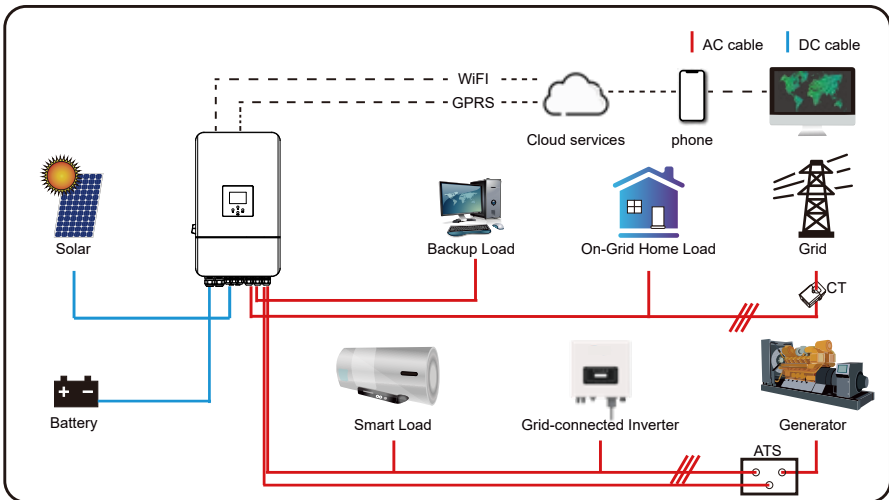 AC cable
DC cable
WiFI
GPRS
Cloud services
phone
Solar
Backup Load
On-Grid Home Load
Grid
CT
Battery
Smart Load
Grid-connected Inverter
Generator
ATS